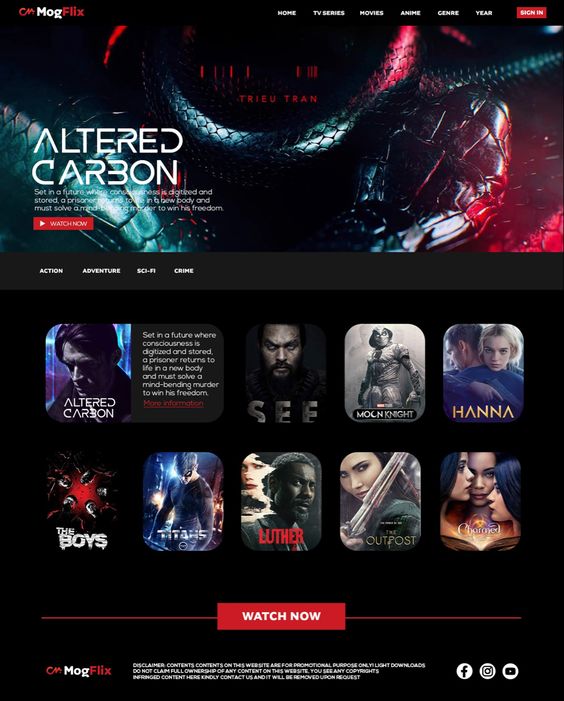 CM MogFlix
HOME TV SERIES MOVIES ANIME GENRE YEAR SIGN IN
TRIEU TRAN
ALTERED
CARBON
Set in a future where consciousness is digitized and
stored, a prisoner returns to life in a new body and
must solve a mind-bending murder to win his freedom.
WATCH NOW
ACTION ADVENTURE SCI-FI CRIME
Set in a future where
consciousness is
digitized and stored,
a prisoner returns to
life in a new body
and must solve a
mind-bending murder
to win his freedom.
More information
ALTERED
CARBON
SEE
MOON KNIGHT
HANNA
THE
BOYS
TITANS
LUTHER
THE
OUTPOST
Charmed
WATCH NOW
CM MogFlix
DISCLAIMER: CONTENTS CONTENTS ON THIS WEBSITE ARE FOR PROMOTIONAL PURPOSE ONLY! LIGHT DOWNLOADS
DO NOT CLAIM FULL OWNERSHIP OF ANY CONTENT ON THIS WEBSITE, YOU SEE ANY COPYRIGHTS
INFRINGED CONTENT HERE KINDLY CONTACT US AND IT WILL BE REMOVED UPON REQUEST